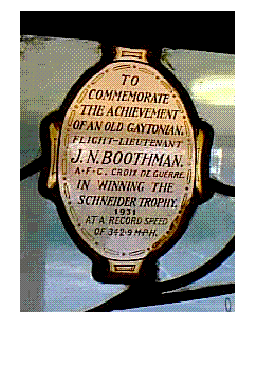 TO
COMMEMORATE
THE ACHIEVEMENT
OF AN OLD GAYTONIAN,
FLIGHT-LIEUTENANT
J. N. BOOTHMAN.
A•F•C. CROIX DE GUERRE.
IN WINNING THE
SCHNEIDER TROPHY,
1931
AT A RECORD SPEED
OF 342·9 M·P·H.